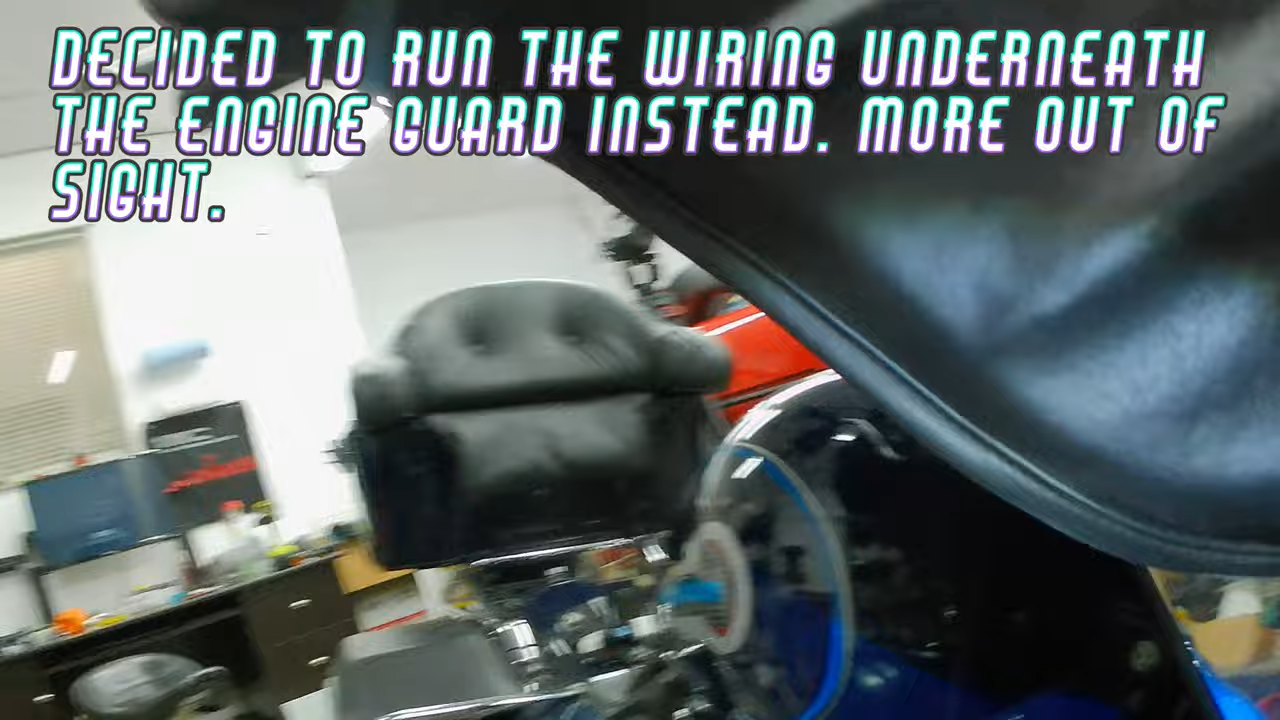 DECIDED TO RUN THE WIRING UNDERNEATH
THE ENGINE GUARD INSTEAD. MORE OUT OF
SIGHT.